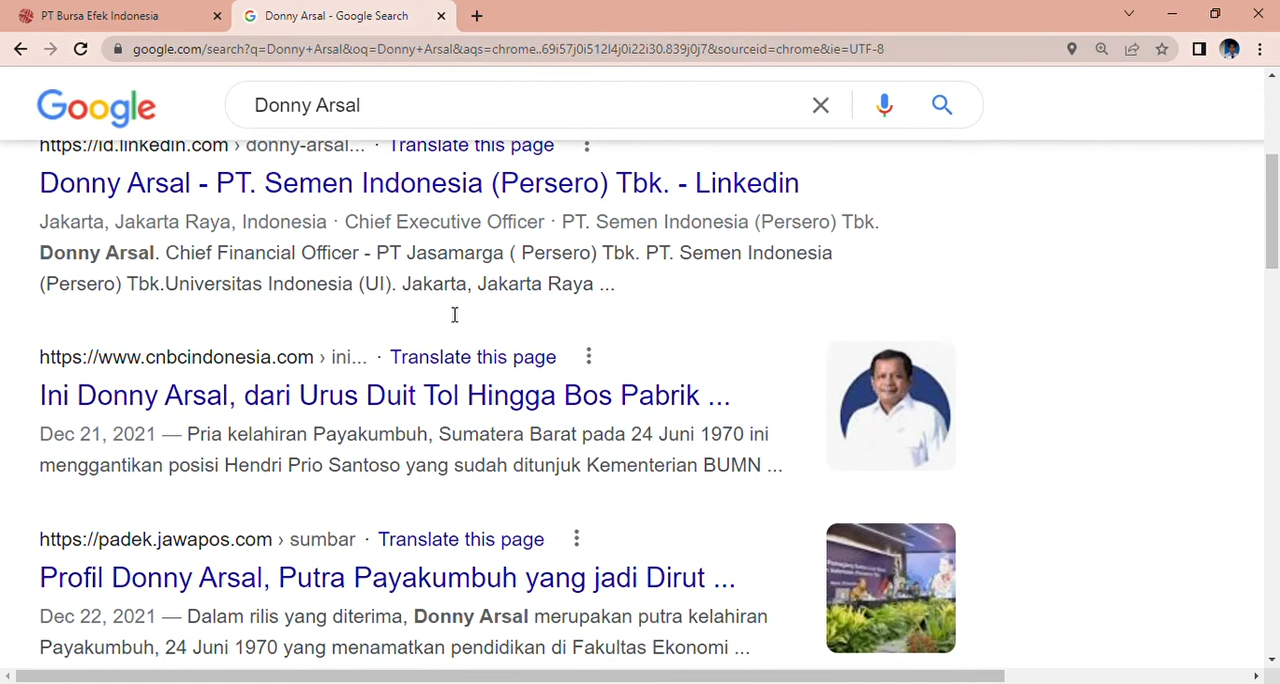 PT Bursa Efek Indonesia
Donny Arsal - Google Search
google.com/search?q=Donny+Arsal&oq=Donny+Arsal&aqs=chrome..69i57j0i512l4j0i22i30.839j0j7&sourceid=chrome&ie=UTF-8
Google
Donny Arsal
https://id.linkedin.com › donny-arsal... · Translate this page
Donny Arsal - PT. Semen Indonesia (Persero) Tbk. - Linkedin
Jakarta, Jakarta Raya, Indonesia · Chief Executive Officer · PT. Semen Indonesia (Persero) Tbk.
Donny Arsal. Chief Financial Officer - PT Jasamarga ( Persero) Tbk. PT. Semen Indonesia
(Persero) Tbk.Universitas Indonesia (UI). Jakarta, Jakarta Raya ...
https://www.cnbcindonesia.com › ini... · Translate this page
Ini Donny Arsal, dari Urus Duit Tol Hingga Bos Pabrik ...
Dec 21, 2021 — Pria kelahiran Payakumbuh, Sumatera Barat pada 24 Juni 1970 ini
menggantikan posisi Hendri Prio Santoso yang sudah ditunjuk Kementerian BUMN ...
https://padek.jawapos.com › sumbar · Translate this page
Profil Donny Arsal, Putra Payakumbuh yang jadi Dirut ...
Dec 22, 2021 — Dalam rilis yang diterima, Donny Arsal merupakan putra kelahiran
Payakumbuh, 24 Juni 1970 yang menamatkan pendidikan di Fakultas Ekonomi ...